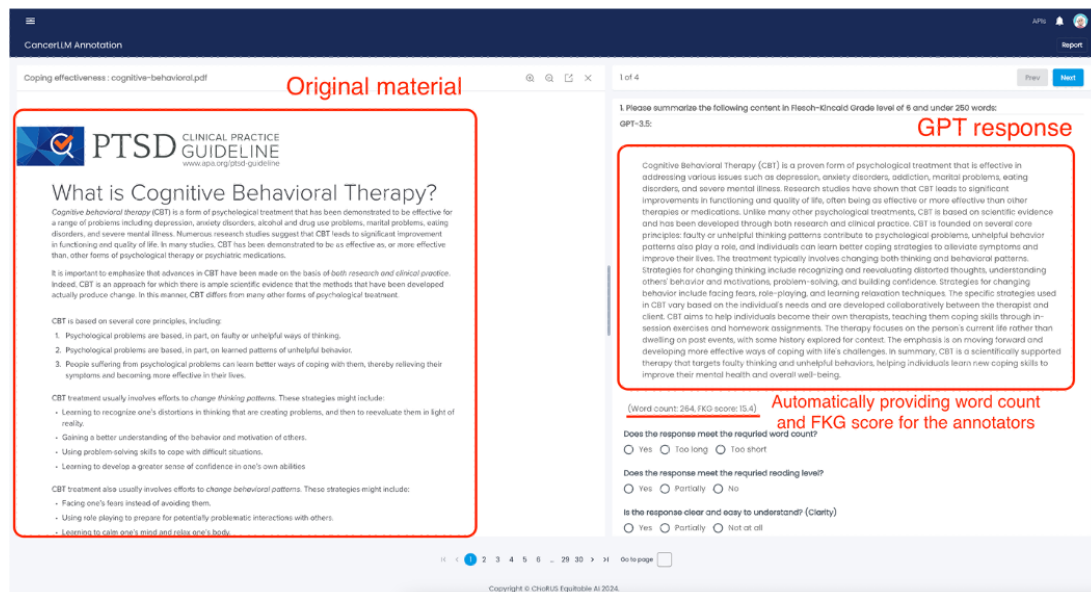 APIs
CancerLLM Annotation
Report
Coping effectiveness : cognitive-behavioral.pdf
Original material
PTSD CLINICAL PRACTICE
GUIDELINE
www.apa.org/ptsd-guideline
What is Cognitive Behavioral Therapy?
Cognitive behavioral therapy (CBT) is a form of psychological treatment that has been demonstrated to be effective for
a range of problems including depression, anxiety disorders, alcohol and drug use problems, marital problems, eating
disorders, and severe mental illness. Numerous research studies suggest that CBT leads to significant improvement
in functioning and quality of life. In many studies, CBT has been demonstrated to be as effective as, or more effective
than, other forms of psychological therapy or psychiatric medications.
It is important to emphasize that advances in CBT have been made on the basis of both research and clinical practice.
Indeed, CBT is an approach for which there is ample scientific evidence that the methods that have been developed
actually produce change. In this manner, CBT differs from many other forms of psychological treatment.
CBT is based on several core principles, including:
1. Psychological problems are based, in part, on faulty or unhelpful ways of thinking.
2. Psychological problems are based, in part, on learned patterns of unhelpful behavior.
3. People suffering from psychological problems can learn better ways of coping with them, thereby relieving their
symptoms and becoming more effective in their lives.
CBT treatment usually involves efforts to change thinking patterns. These strategies might include:
• Learning to recognize one's distortions in thinking that are creating problems, and then to reevaluate them in light of
reality.
• Gaining a better understanding of the behavior and motivation of others.
• Using problem-solving skills to cope with difficult situations.
• Learning to develop a greater sense of confidence in one's own abilities
CBT treatment also usually involves efforts to change behavioral patterns. These strategies might include:
• Facing one's fears instead of avoiding them.
• Using role playing to prepare for potentially problematic interactions with others.
• Learning to calm one's mind and relax one's body.
1 of 4
Prev
Next
1. Please summarize the following content in Flesch-Kincaid Grade level of 6 and under 250 words:
GPT-3.5:
GPT response
Cognitive Behavioral Therapy (CBT) is a proven form of psychological treatment that is effective in
addressing various issues such as depression, anxiety disorders, addiction, marital problems, eating
disorders, and severe mental illness. Research studies have shown that CBT leads to significant
improvements in functioning and quality of life, often being as effective or more effective than other
therapies or medications. Unlike many other psychological treatments, CBT is based on scientific evidence
and has been developed through both research and clinical practice. CBT is founded on several core
principles: faulty or unhelpful thinking patterns contribute to psychological problems, unhelpful behavior
patterns also play a role, and individuals can learn better coping strategies to alleviate symptoms and
improve their lives. The treatment typically involves changing both thinking and behavioral patterns.
Strategies for changing thinking include recognizing and reevaluating distorted thoughts, understanding
others' behavior and motivations, problem-solving, and building confidence. Strategies for changing
behavior include facing fears, role-playing, and learning relaxation techniques. The specific strategies used
in CBT vary based on the individual's needs and are developed collaboratively between the therapist and
client. CBT aims to help individuals become their own therapists, teaching them coping skills through in-
session exercises and homework assignments. The therapy focuses on the person's current life rather than
dwelling on past events, with some history explored for context. The emphasis is on moving forward and
developing more effective ways of coping with life's challenges. In summary, CBT is a scientifically supported
therapy that targets faulty thinking and unhelpful behaviors, helping individuals learn new coping skills to
improve their mental health and overall well-being.
(Word count: 264, FKG score: 15.4)
Automatically providing word count
and FKG score for the annotators
Does the response meet the requried word count?
Yes Too long Too short
Does the response meet the requried reading level?
Yes Partially No
Is the response clear and easy to understand? (Clarity)
Yes Partially Not at all
1 2 3 4 5 6 ... 29 30 Go to page
Copyright © CHoRUS Equitable AI 2024.